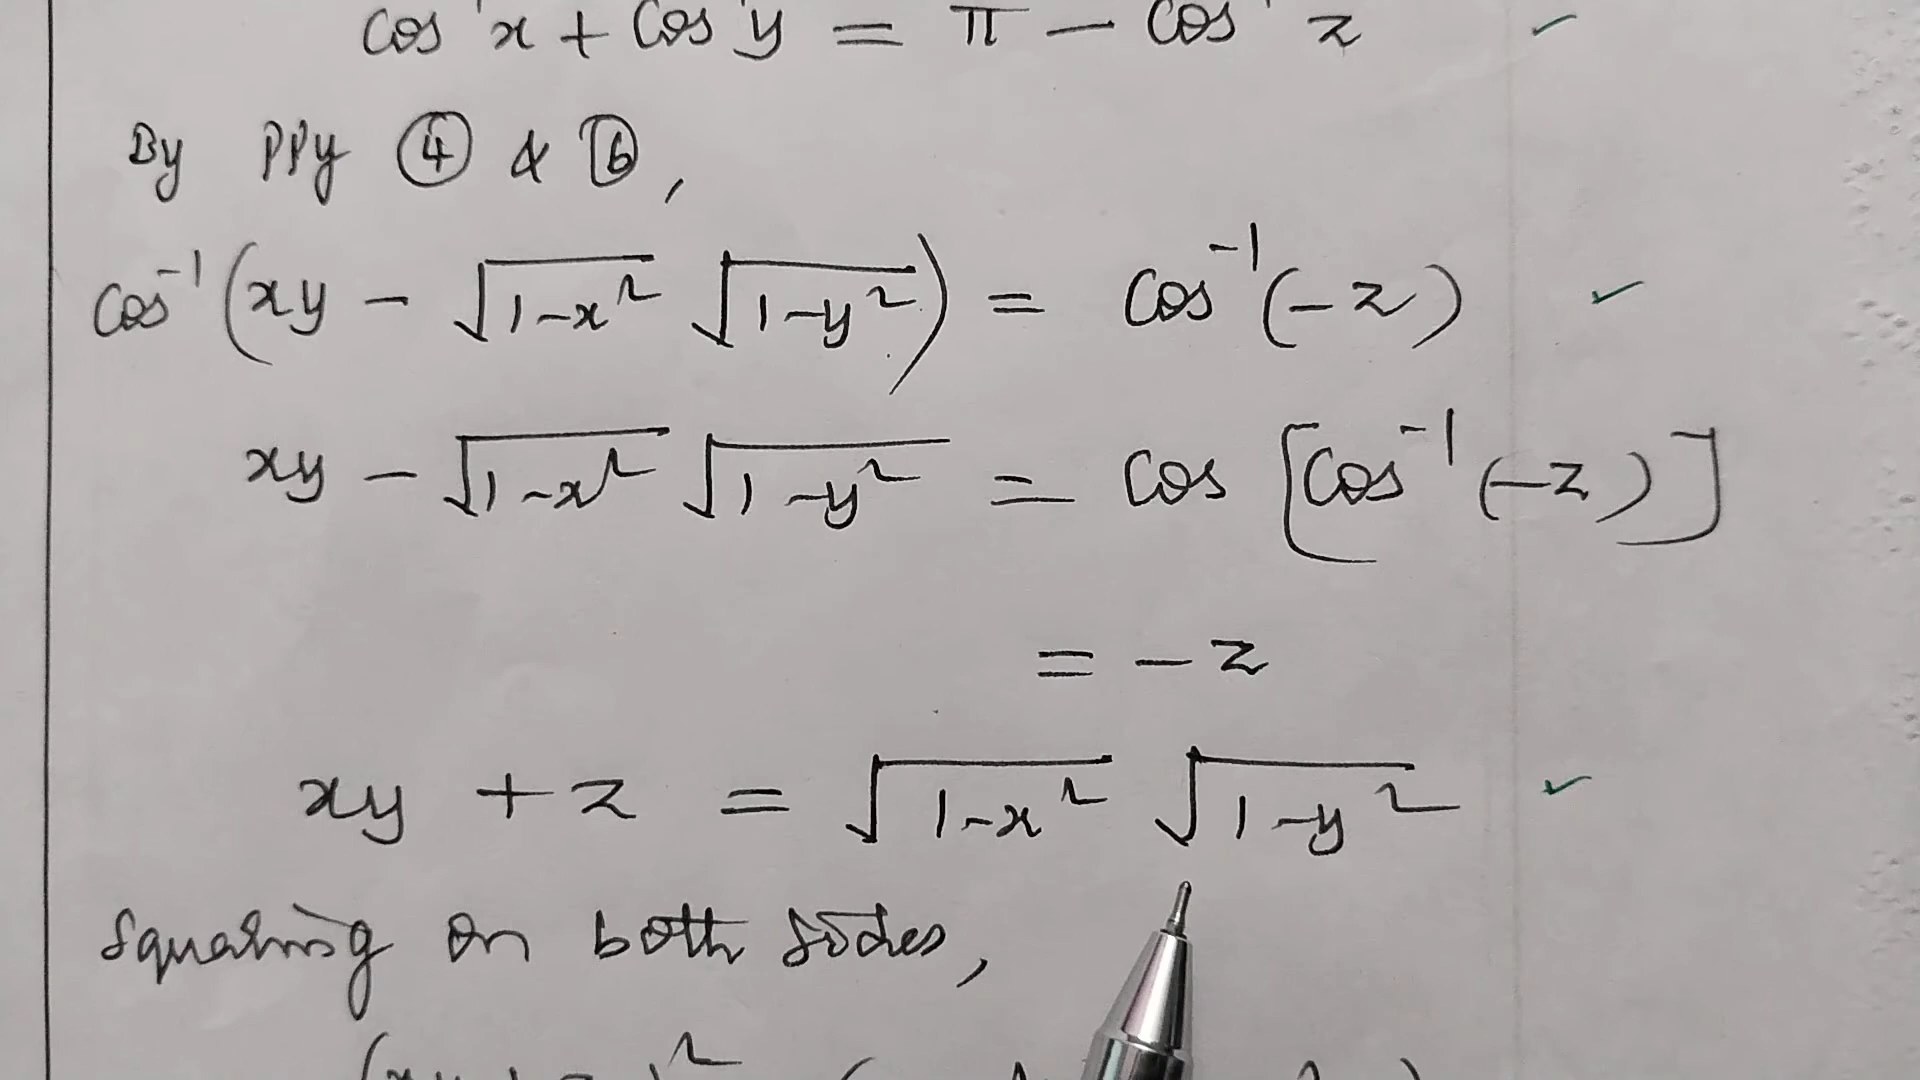 cos⁻¹x + cos⁻¹y = π − cos⁻¹ z ✓
By ppy ④ & ⑥,
cos⁻¹(xy − √(1−x²) √(1−y²)) = cos⁻¹(−z) ✓
xy − √(1−x²) √(1−y²) = cos [cos⁻¹(−z)]
= −z
xy + z = √(1−x²) √(1−y²) ✓
Squaring on both sides,